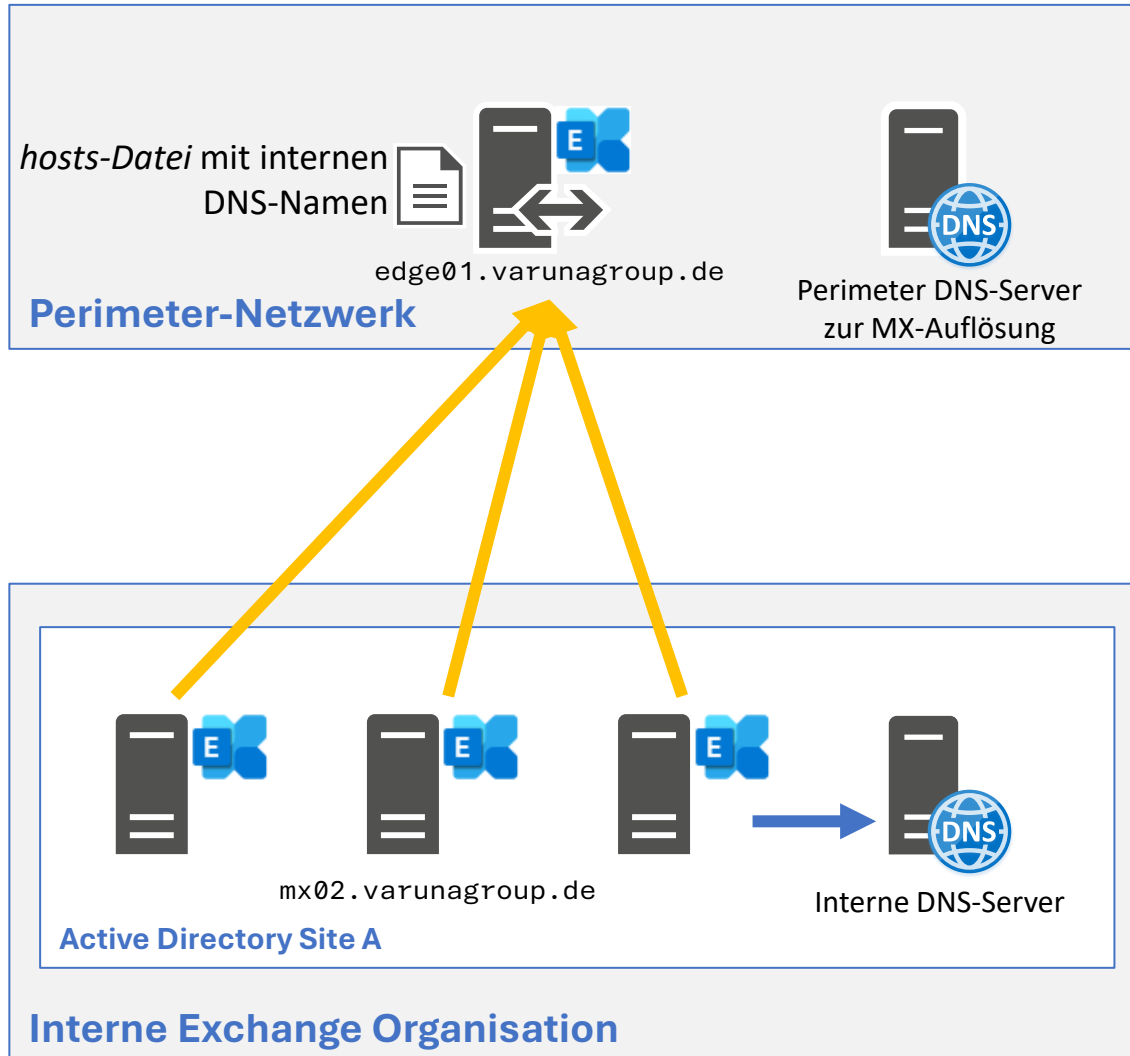 hosts-Datei mit internen
DNS-Namen
E
DNS
edge01.varunagroup.de
Perimeter DNS-Server
zur MX-Auflösung
Perimeter-Netzwerk
E
E
E
DNS
mx02.varunagroup.de
Interne DNS-Server
Active Directory Site A
Interne Exchange Organisation